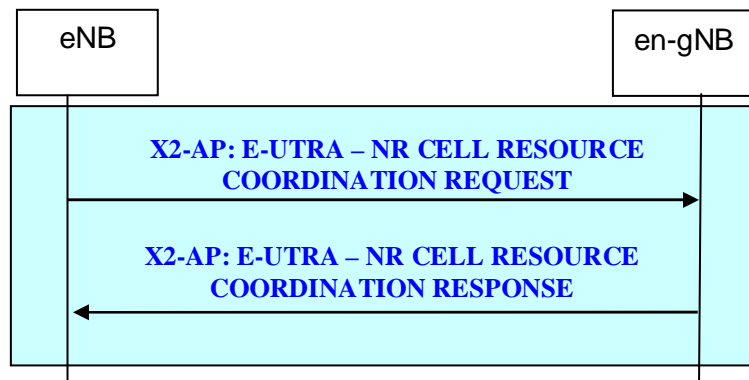 eNB
en-gNB
X2-AP: E-UTRA – NR CELL RESOURCE
COORDINATION REQUEST
X2-AP: E-UTRA – NR CELL RESOURCE
COORDINATION RESPONSE